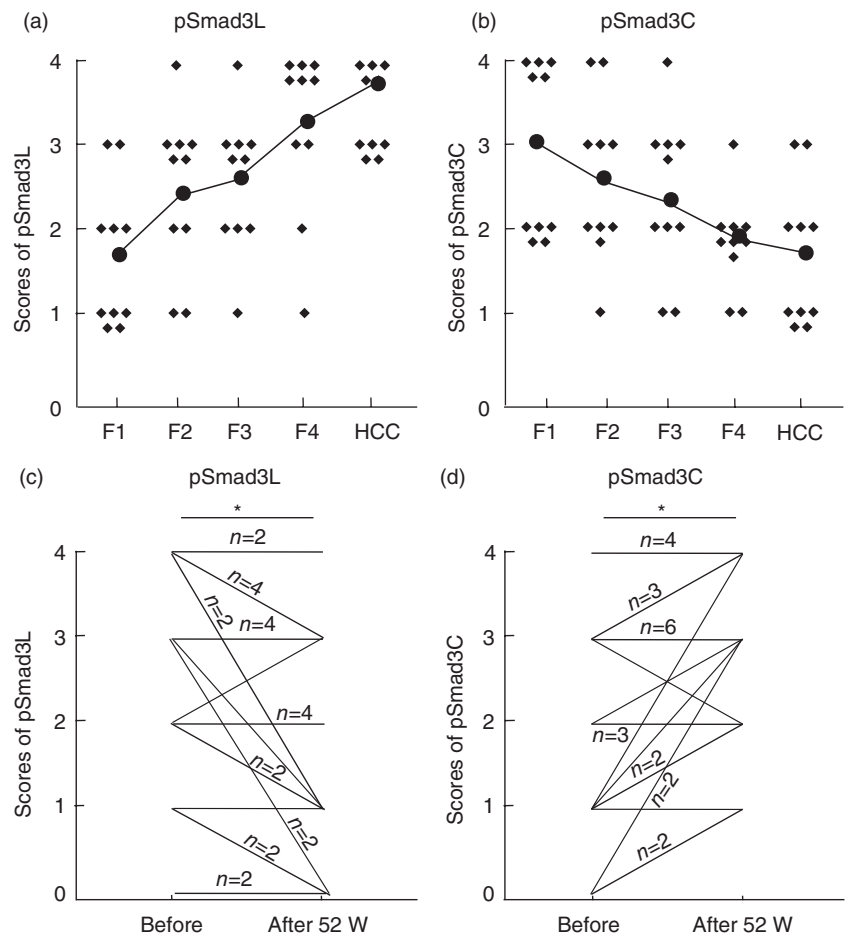 (a)
pSmad3L
Scores of pSmad3L
4
3
2
1
0
F1 F2 F3 F4 HCC
(b)
pSmad3C
Scores of pSmad3C
4
3
2
1
0
F1 F2 F3 F4 HCC
(c)
pSmad3L
*
Scores of pSmad3L
4
3
2
1
0
n=2
n=4
n=2
n=4
n=4
n=2
n=2
n=2
n=2
Before After 52 W
(d)
pSmad3C
*
Scores of pSmad3C
4
3
2
1
0
n=4
n=3
n=6
n=3
n=2
n=2
n=2
Before After 52 W